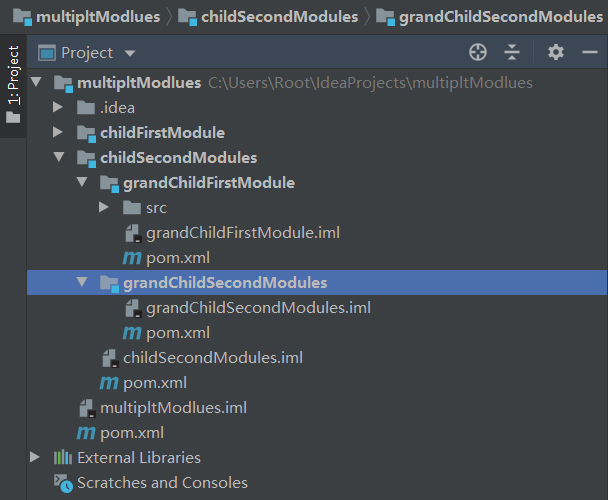 multipltModlues childSecondModules grandChildSecondModules
1: Project
Project
multipltModlues C:\Users\Root\IdeaProjects\multipltModlues
.idea
childFirstModule
childSecondModules
grandChildFirstModule
src
grandChildFirstModule.iml
pom.xml
grandChildSecondModules
grandChildSecondModules.iml
pom.xml
childSecondModules.iml
pom.xml
multipltModlues.iml
pom.xml
External Libraries
Scratches and Consoles